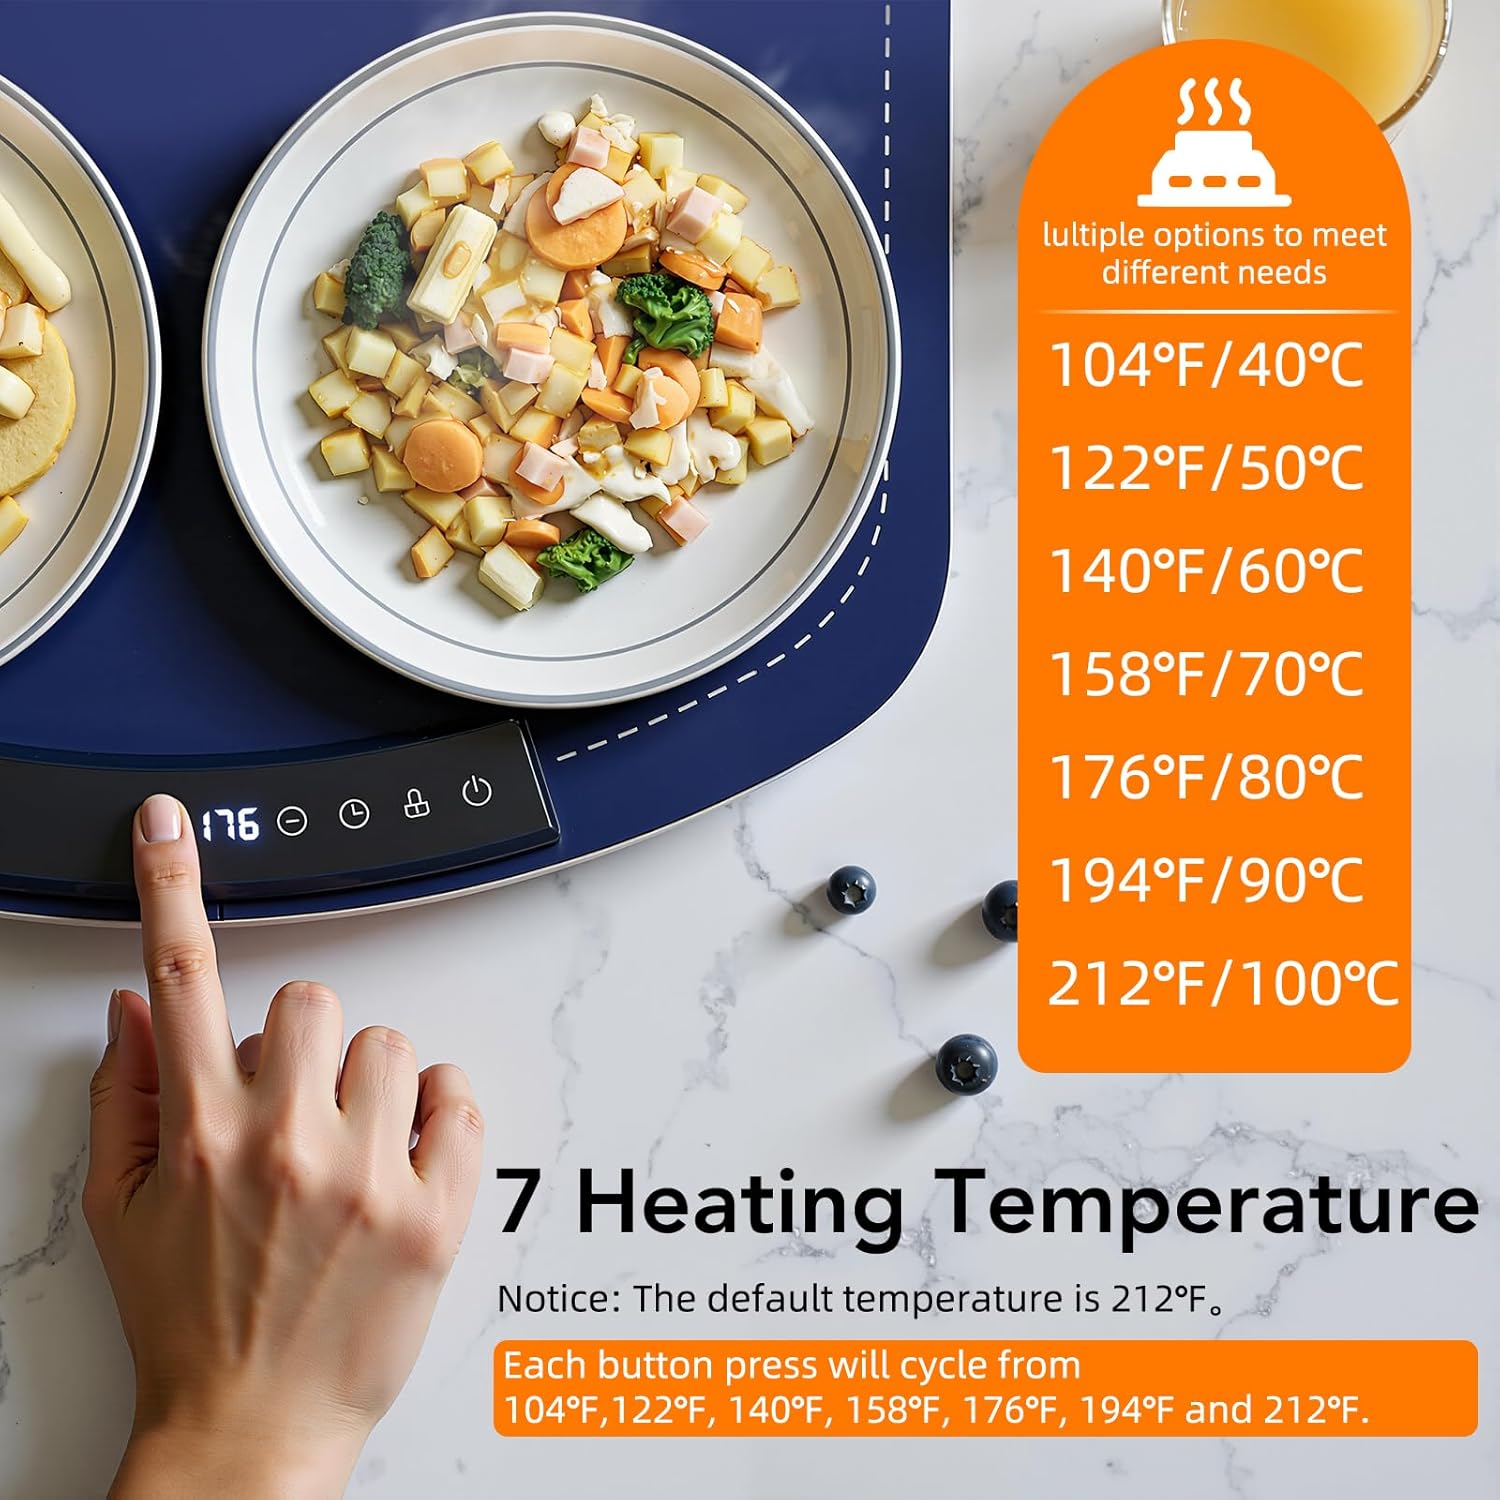 lultiple options to meet
different needs
104°F/40℃
122°F/50℃
140°F/60℃
158°F/70℃
176°F/80℃
194°F/90℃
212°F/100℃
176
7 Heating Temperature
Notice: The default temperature is 212°F。
Each button press will cycle from
104°F,122°F, 140°F, 158°F, 176°F, 194°F and 212°F.